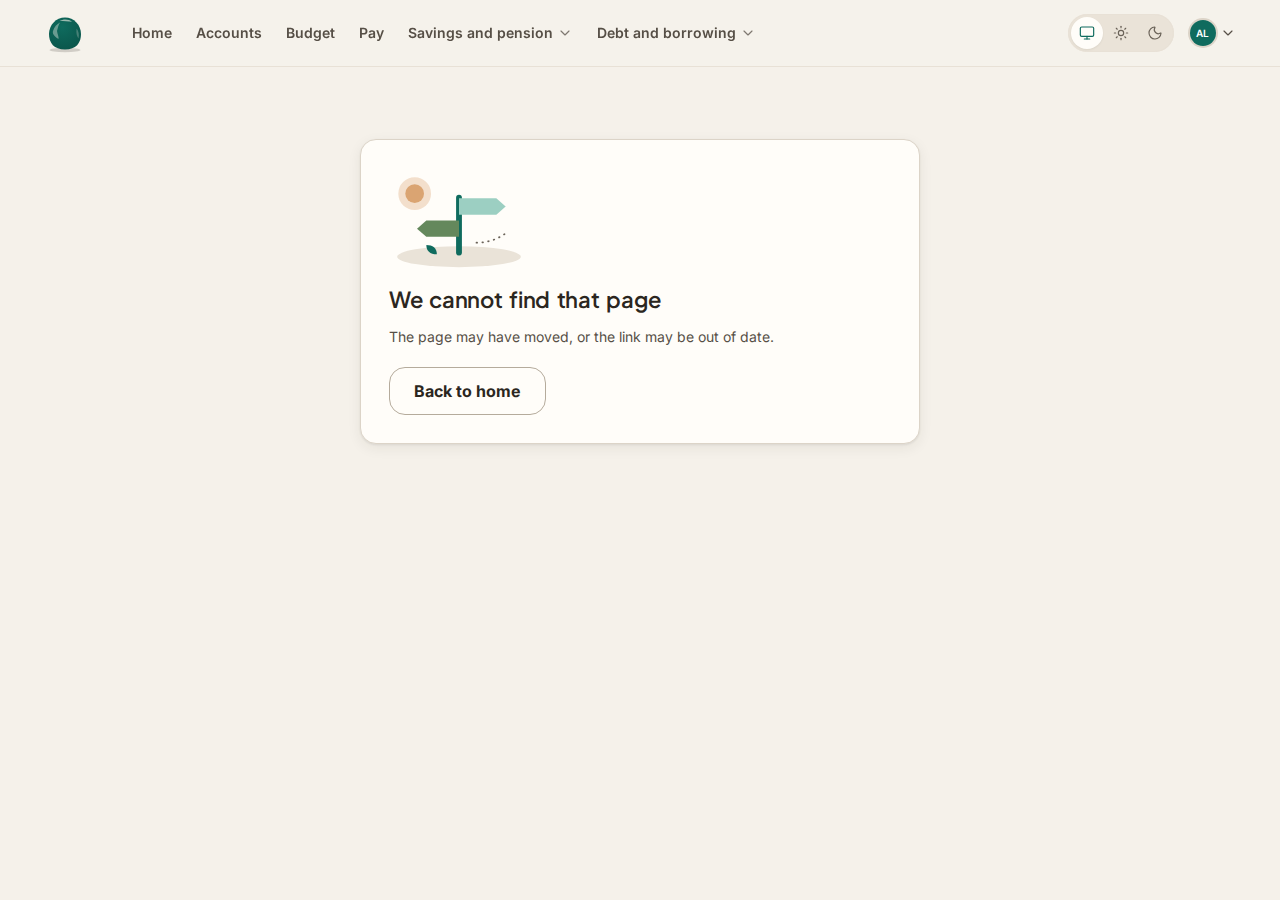 Home Accounts Budget Pay Savings and pension Debt and borrowing AL
We cannot find that page
The page may have moved, or the link may be out of date.
Back to home